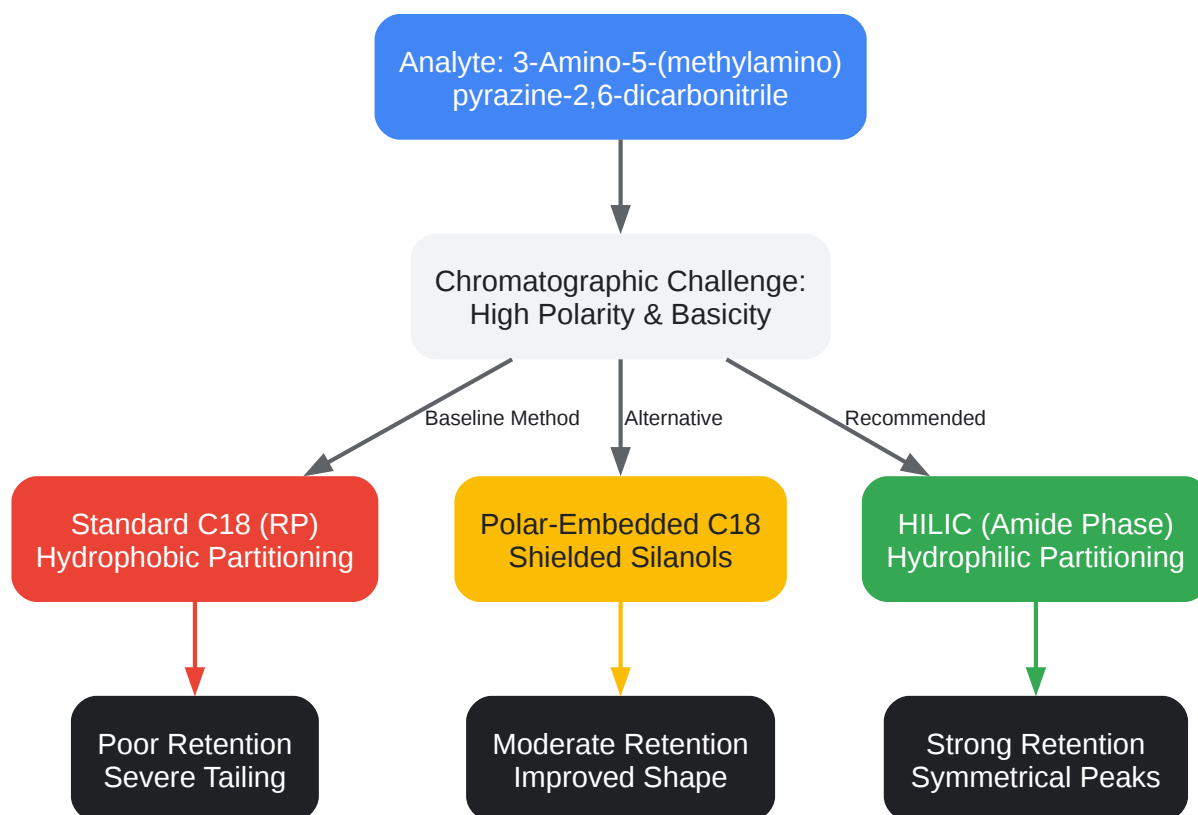 Analyte: 3-Amino-5-(methylamino)
pyrazine-2,6-dicarbonitrile
Chromatographic Challenge:
High Polarity & Basicity
Baseline Method
Alternative
Recommended
Standard C18 (RP)
Hydrophobic Partitioning
Polar-Embedded C18
Shielded Silanols
HILIC (Amide Phase)
Hydrophilic Partitioning
Poor Retention
Severe Tailing
Moderate Retention
Improved Shape
Strong Retention
Symmetrical Peaks